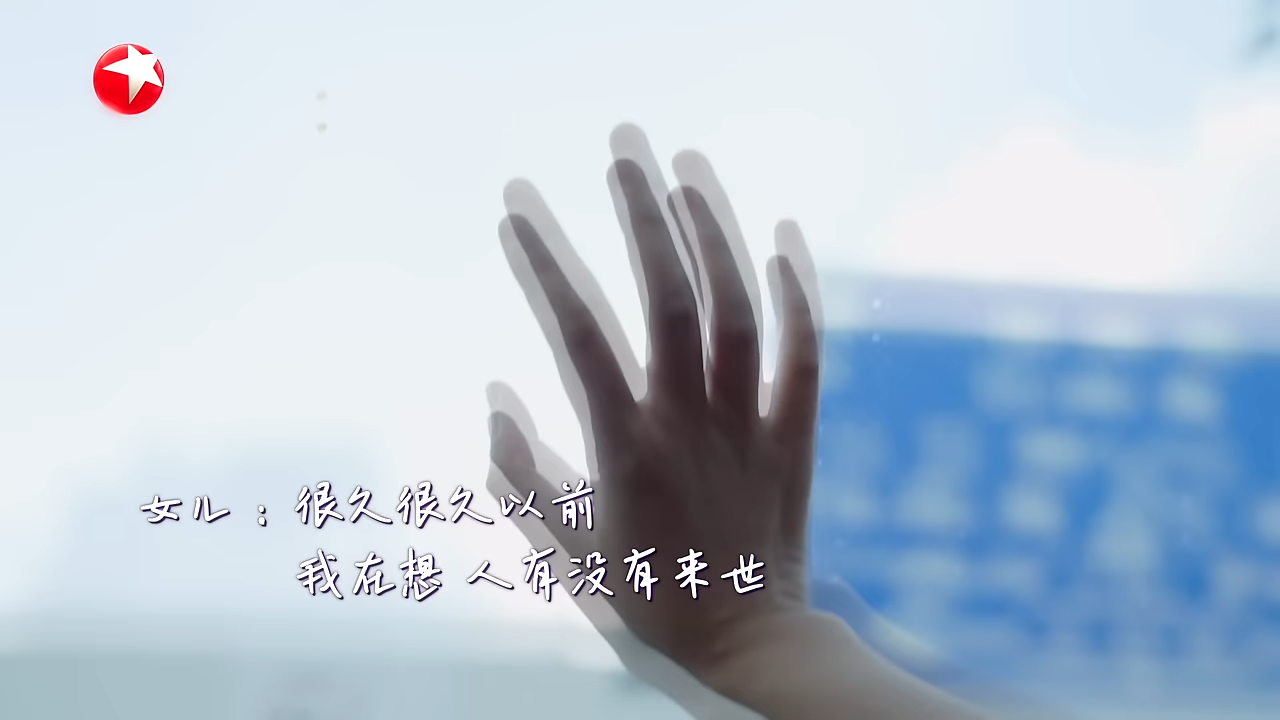 女儿：很久很久以前
我在想 人有没有来世